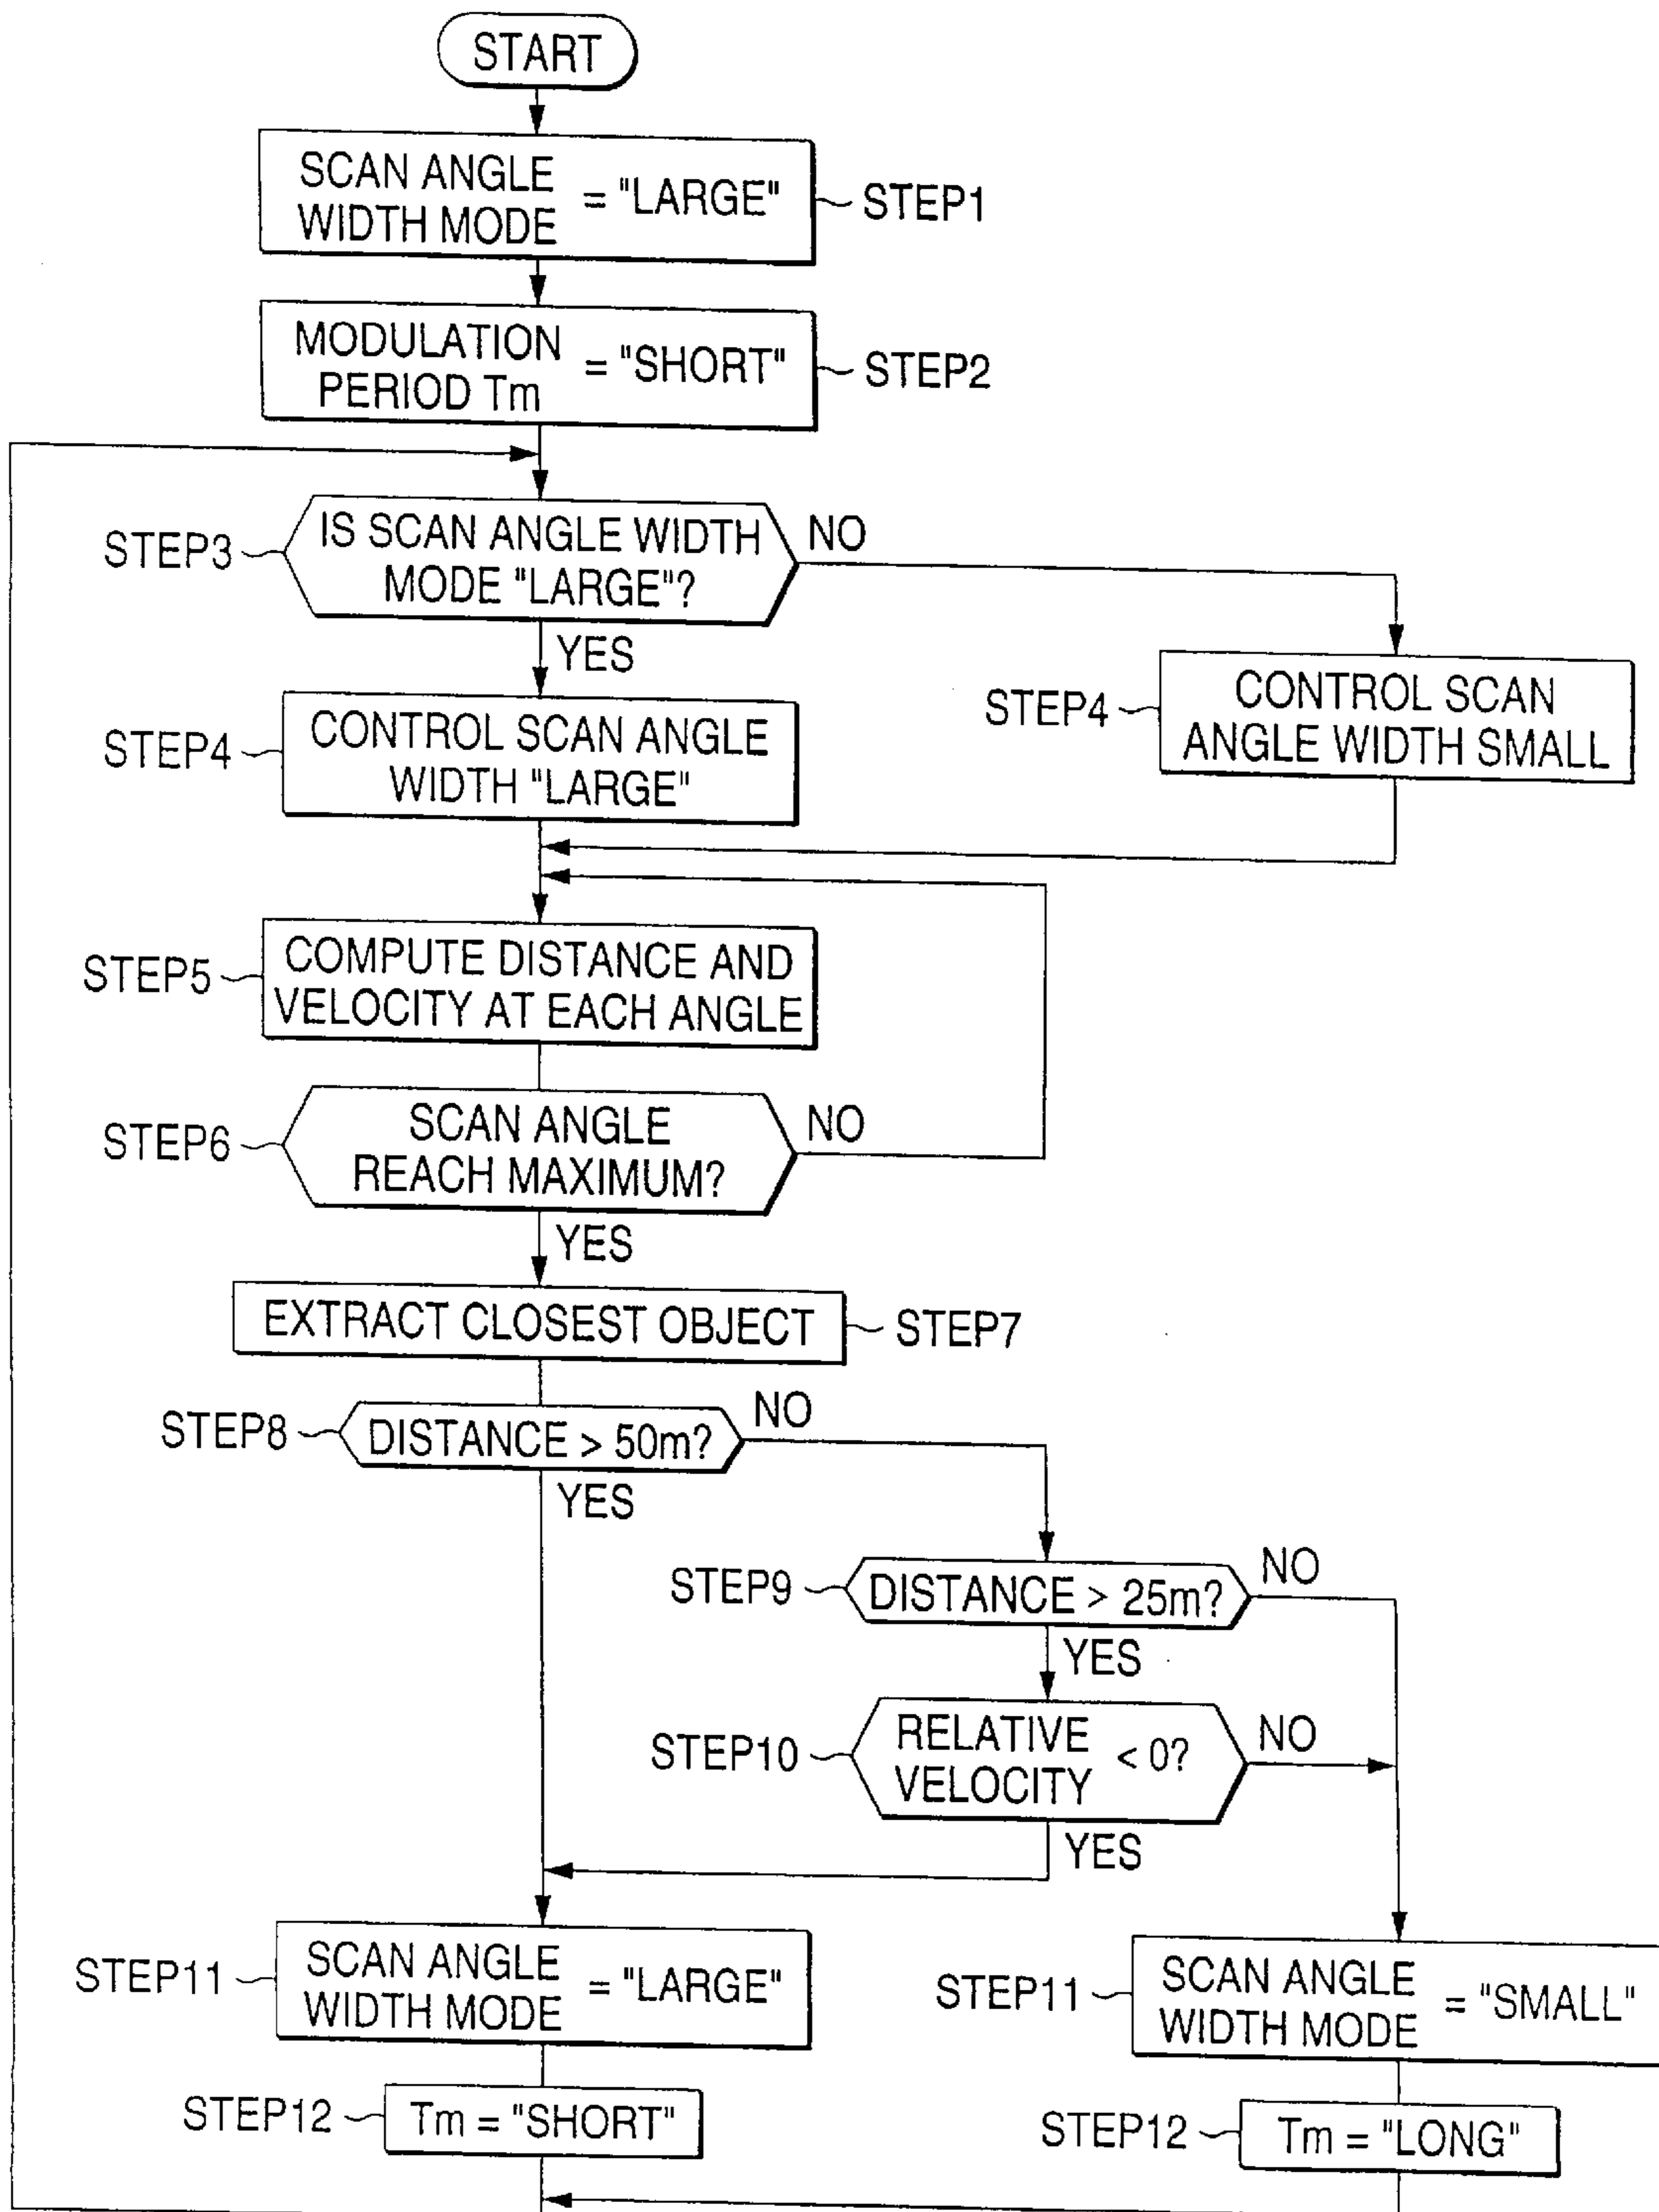 START
SCAN ANGLE
WIDTH MODE = "LARGE"
STEP1
MODULATION
PERIOD Tm = "SHORT"
STEP2
STEP3
IS SCAN ANGLE WIDTH
MODE "LARGE"?
NO
YES
STEP4
CONTROL SCAN ANGLE
WIDTH "LARGE"
STEP4
CONTROL SCAN
ANGLE WIDTH SMALL
STEP5
COMPUTE DISTANCE AND
VELOCITY AT EACH ANGLE
STEP6
SCAN ANGLE
REACH MAXIMUM?
NO
YES
EXTRACT CLOSEST OBJECT
STEP7
STEP8
DISTANCE > 50m?
NO
YES
STEP9
DISTANCE > 25m?
NO
YES
STEP10
RELATIVE
VELOCITY < 0?
NO
YES
STEP11
SCAN ANGLE
WIDTH MODE = "LARGE"
STEP11
SCAN ANGLE
WIDTH MODE = "SMALL"
STEP12
Tm = "SHORT"
STEP12
Tm = "LONG"